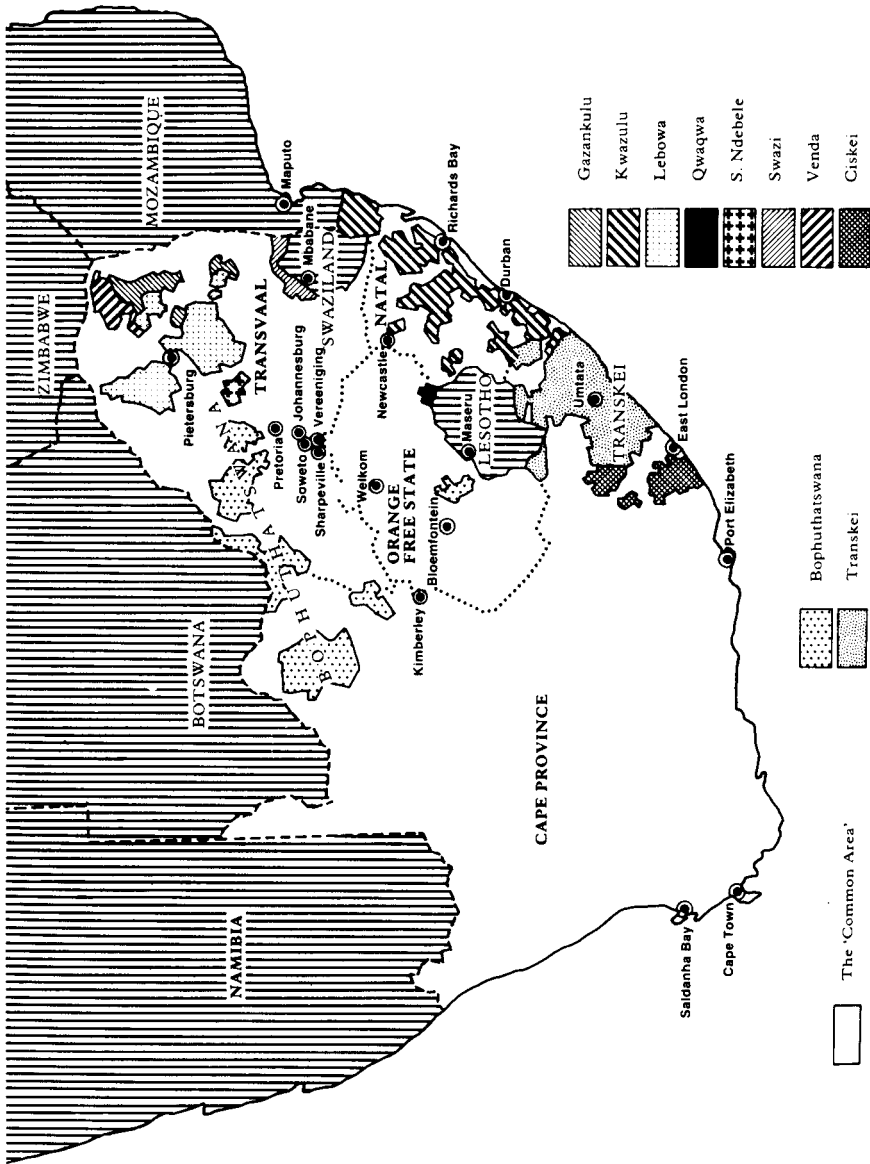 NAMIBIA
BOTSWANA
ZIMBABWE
MOZAMBIQUE
Pietersburg
TRANSVAAL
BOPHUTHATSWANA
Pretoria
Johannesburg
Soweto
Vereeniging
Sharpeville
Maputo
Mbabane
SWAZILAND
Welkom
ORANGE
FREE STATE
Bloemfontein
Kimberley
Newcastle
NATAL
Richards Bay
Durban
Maseru
LESOTHO
Umtata
TRANSKEI
East London
Port Elizabeth
CAPE PROVINCE
Saldanha Bay
Cape Town
The 'Common Area'
Bophuthatswana
Transkei
Gazankulu
Kwazulu
Lebowa
Qwaqwa
S. Ndebele
Swazi
Venda
Ciskei